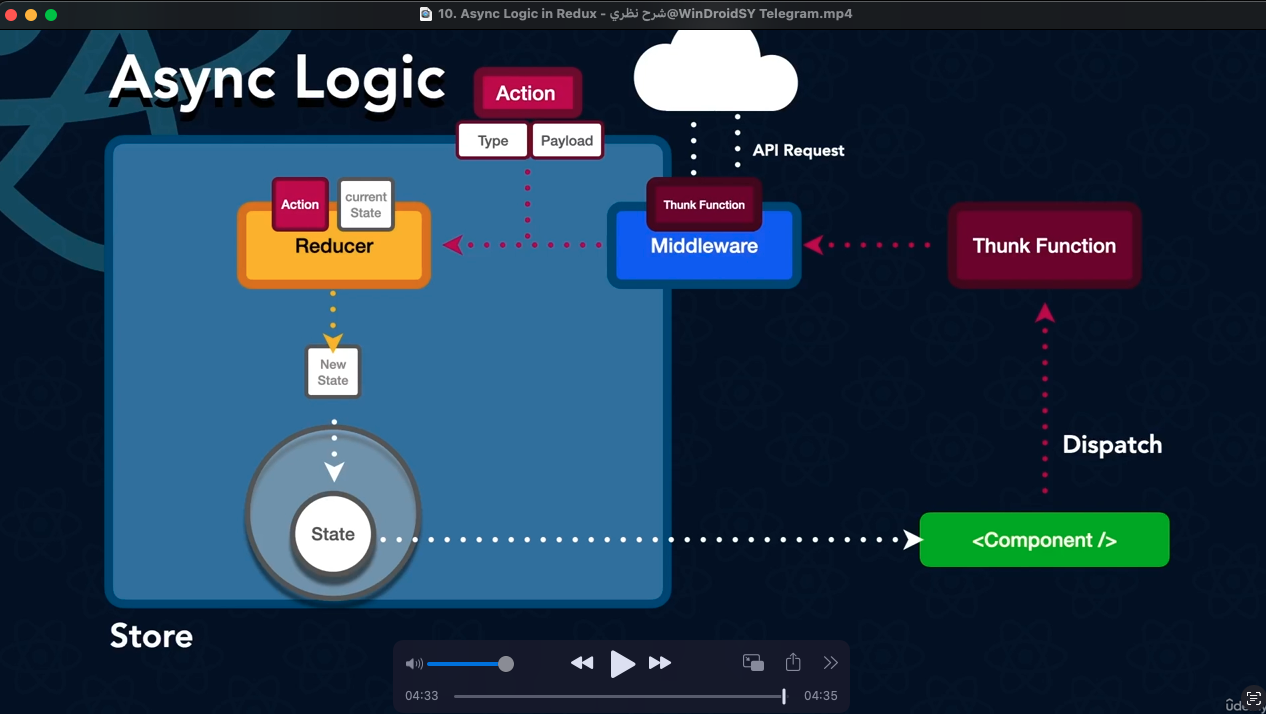 10. Async Logic in Redux - شرح نظري@WinDroidSY Telegram.mp4
Async Logic
Action
Type
Payload
API Request
Action
current
State
Reducer
Thunk Function
Middleware
Thunk Function
New
State
State
Dispatch
<Component />
Store
04:33
04:35